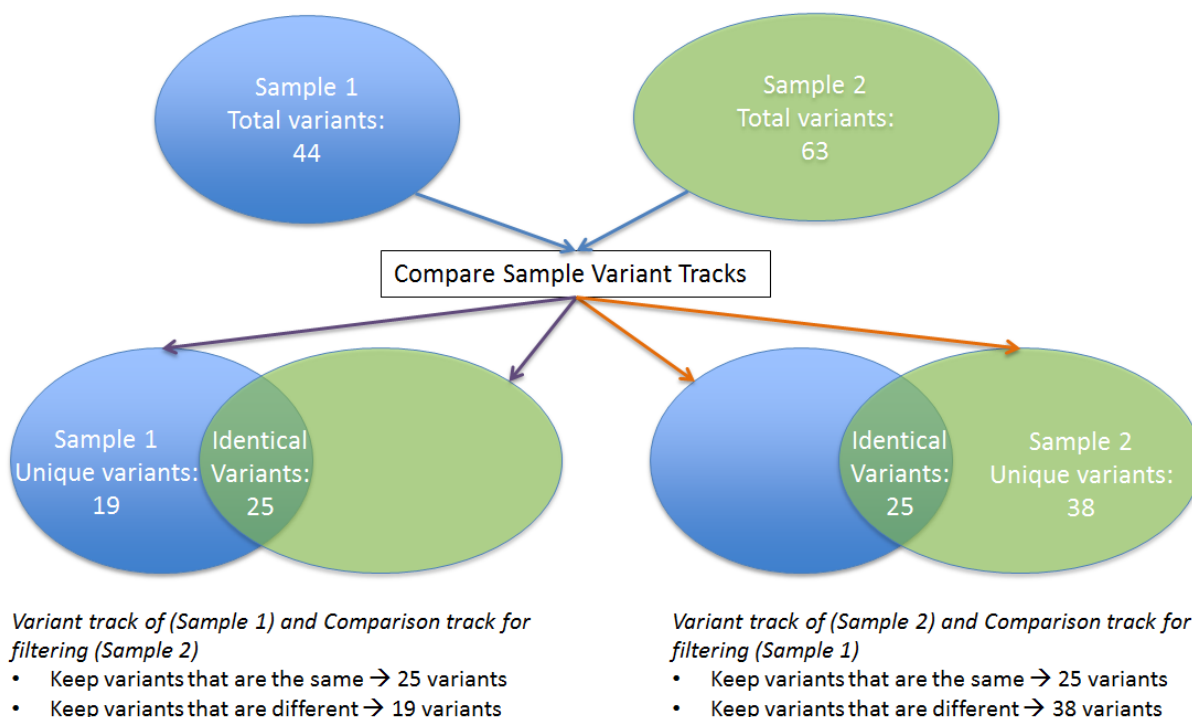 Sample 1
Total variants:
44
Sample 2
Total variants:
63
Compare Sample Variant Tracks
Sample 1
Unique variants:
19
Identical
Variants:
25
Identical
Variants:
25
Sample 2
Unique variants:
38
Variant track of (Sample 1) and Comparison track for
filtering (Sample 2)
• Keep variants that are the same → 25 variants
• Keep variants that are different → 19 variants
Variant track of (Sample 2) and Comparison track for
filtering (Sample 1)
• Keep variants that are the same → 25 variants
• Keep variants that are different → 38 variants